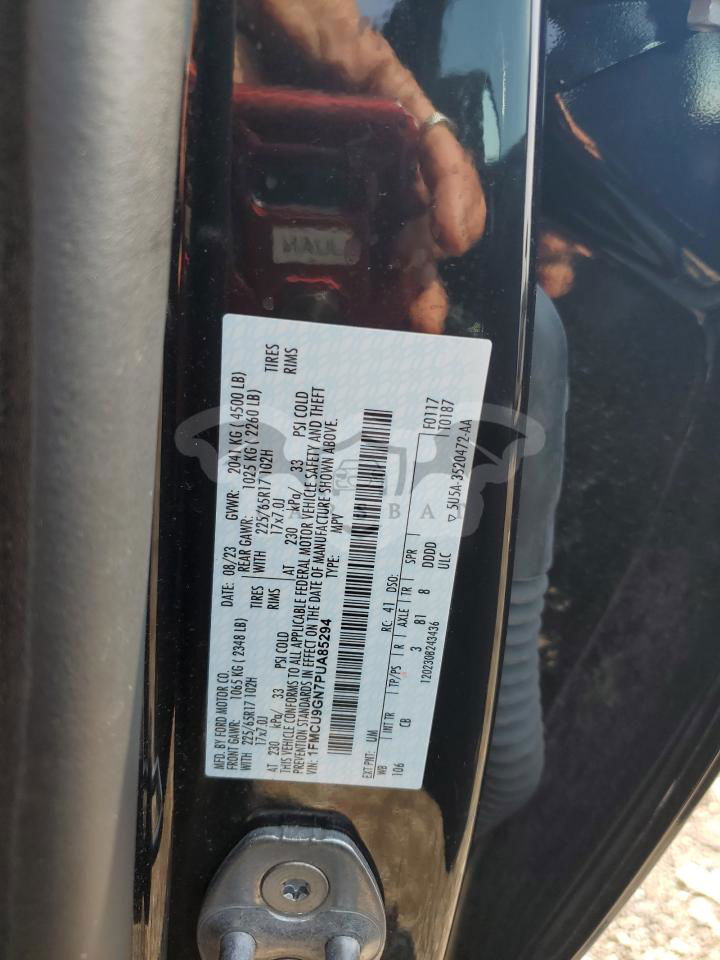 MFD. BY FORD MOTOR CO. DATE: 08/23 GVWR: 2041 KG ( 4500 LB)
FRONT GAWR: 1065 KG ( 2348 LB) REAR GAWR: 1025 KG ( 2260 LB)
WITH 225/65R17 102H TIRES WITH 225/65R17 102H TIRES
17x7.0J RIMS 17x7.0J RIMS
AT 230 kPa/ 33 PSI COLD AT 230 kPa/ 33 PSI COLD
THIS VEHICLE CONFORMS TO ALL APPLICABLE FEDERAL MOTOR VEHICLE SAFETY AND THEFT
PREVENTION STANDARDS IN EFFECT ON THE DATE OF MANUFACTURE SHOWN ABOVE.
VIN: 1FMCU9GN7PUA85294 TYPE: MPV
EXT PNT: UM RC: 41 DSO: F0117
WB INT TR TP/PS R AXLE TR SPR T0187
106 CB 3 81 8 DDDD
1202308243436 ULC ▽ 5U5A-3520472-AA
HAUL